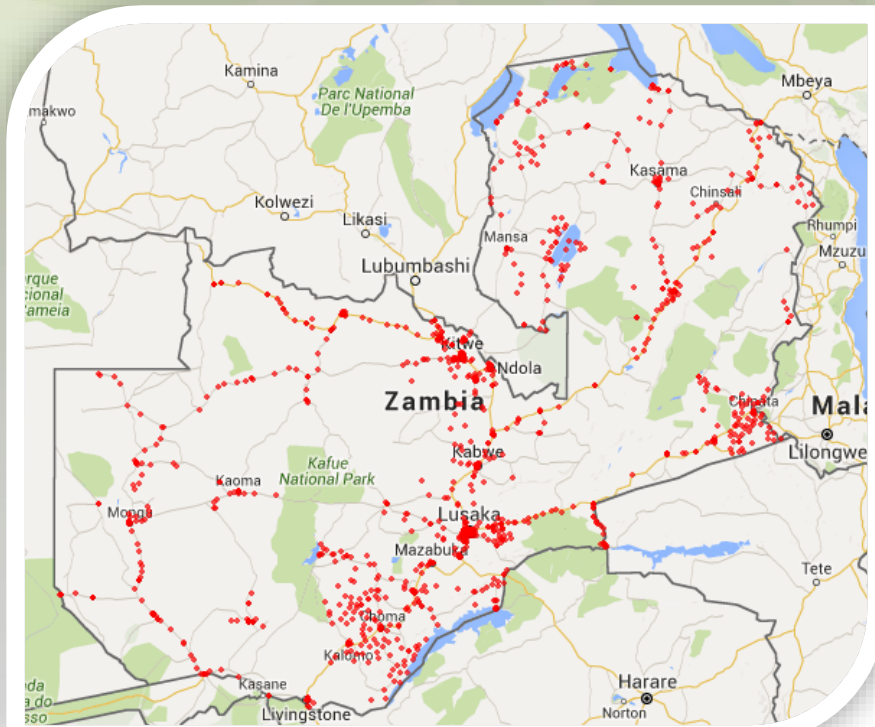 Kamina
Parc National
De l'Upemba
Mbeya
makwo
Kasama
Chinsali
Kolwezi
Likasi
Mansa
Rhumpi
Mzuzu
Lubumbashi
arque
cional
ameia
Kitwe
Ndola
Zambia
Chipata
Mala
Lilongwe
Kafue
National Park
Kabwe
Kaoma
Mongu
Lusaka
Mazabuka
Tete
Choma
Kalomo
Kasane
Livingstone
Harare
Norton